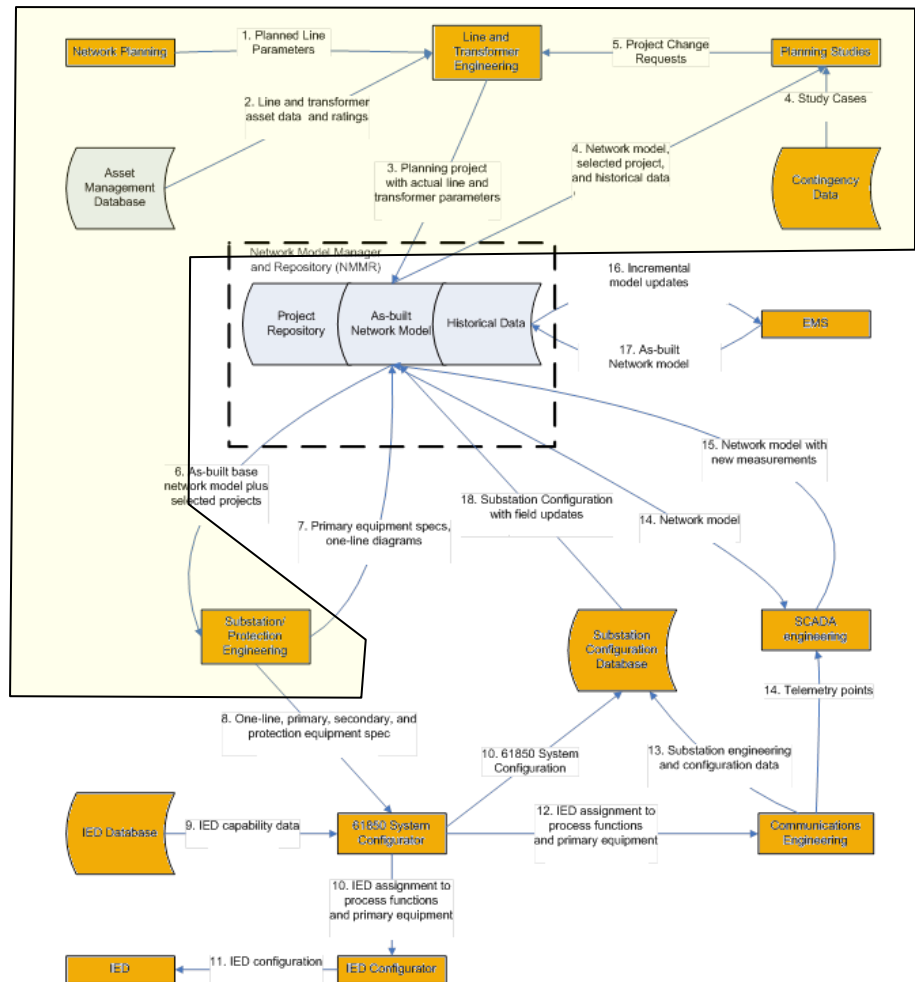 1. Planned Line
Parameters
Network Planning
Line and
Transformer
Engineering
5. Project Change
Requests
Planning Studies
2. Line and transformer
asset data and ratings
4. Study Cases
Asset
Management
Database
3. Planning project
with actual line and
transformer parameters
4. Network model,
selected project,
and historical data
Contingency
Data
Network Model Manager
and Repository (NMMR)
Project
Repository
As-built
Network Model
Historical Data
16. Incremental
model updates
EMS
17. As-built
Network model
6. As-built base
network model plus
selected projects
7. Primary equipment specs,
one-line diagrams
18. Substation Configuration
with field updates
14. Network model
15. Network model with
new measurements
Substation/
Protection
Engineering
Substation
Configuration
Database
SCADA
engineering
14. Telemetry points
8. One-line, primary, secondary, and
protection equipment spec
10. 61850 System
Configuration
13. Substation engineering
and configuration data
IED Database
9. IED capability data
61850 System
Configurator
12. IED assignment to
process functions
and primary equipment
Communications
Engineering
10. IED assignment to
process functions
and primary equipment
IED
11. IED configuration
IED Configurator